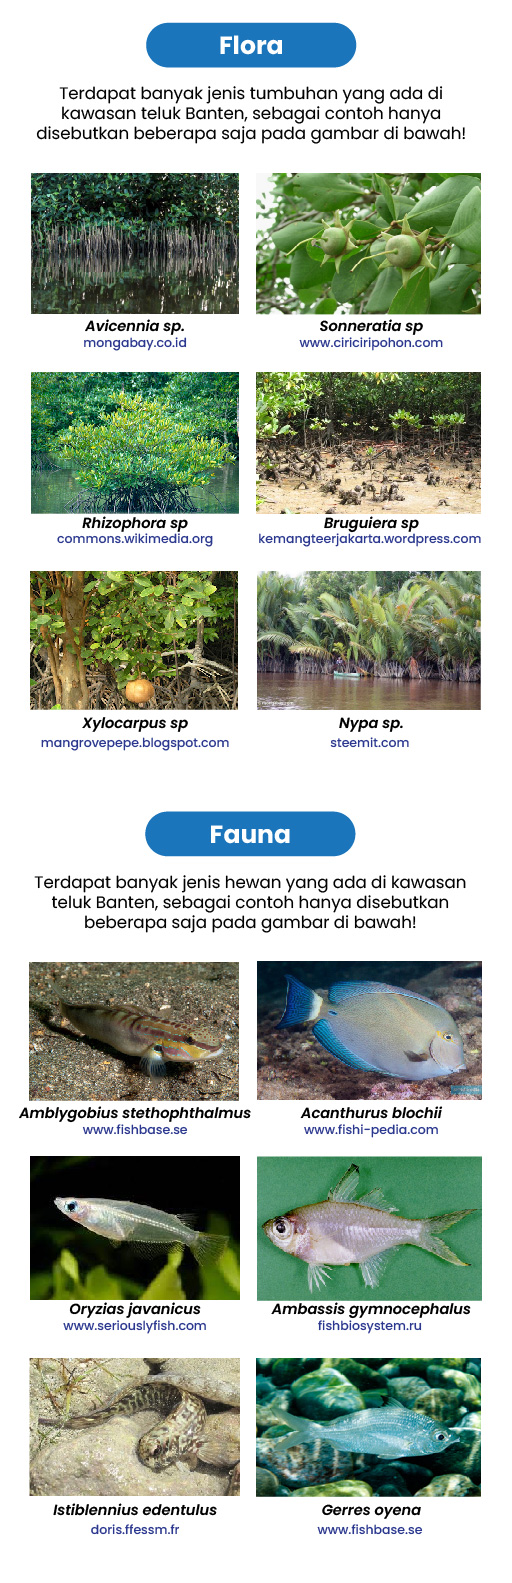 Flora
Terdapat banyak jenis tumbuhan yang ada di
kawasan teluk Banten, sebagai contoh hanya
disebutkan beberapa saja pada gambar di bawah!
Avicennia sp.
mongabay.co.id
Sonneratia sp
www.ciriciripohon.com
Rhizophora sp
commons.wikimedia.org
Bruguiera sp
kemangteerjakarta.wordpress.com
Xylocarpus sp
mangrovepepe.blogspot.com
Nypa sp.
steemit.com
Fauna
Terdapat banyak jenis hewan yang ada di kawasan
teluk Banten, sebagai contoh hanya disebutkan
beberapa saja pada gambar di bawah!
Amblygobius stethophthalmus
www.fishbase.se
Acanthurus blochii
www.fishi-pedia.com
Oryzias javanicus
www.seriouslyfish.com
Ambassis gymnocephalus
fishbiosystem.ru
Istiblennius edentulus
doris.ffessm.fr
Gerres oyena
www.fishbase.se